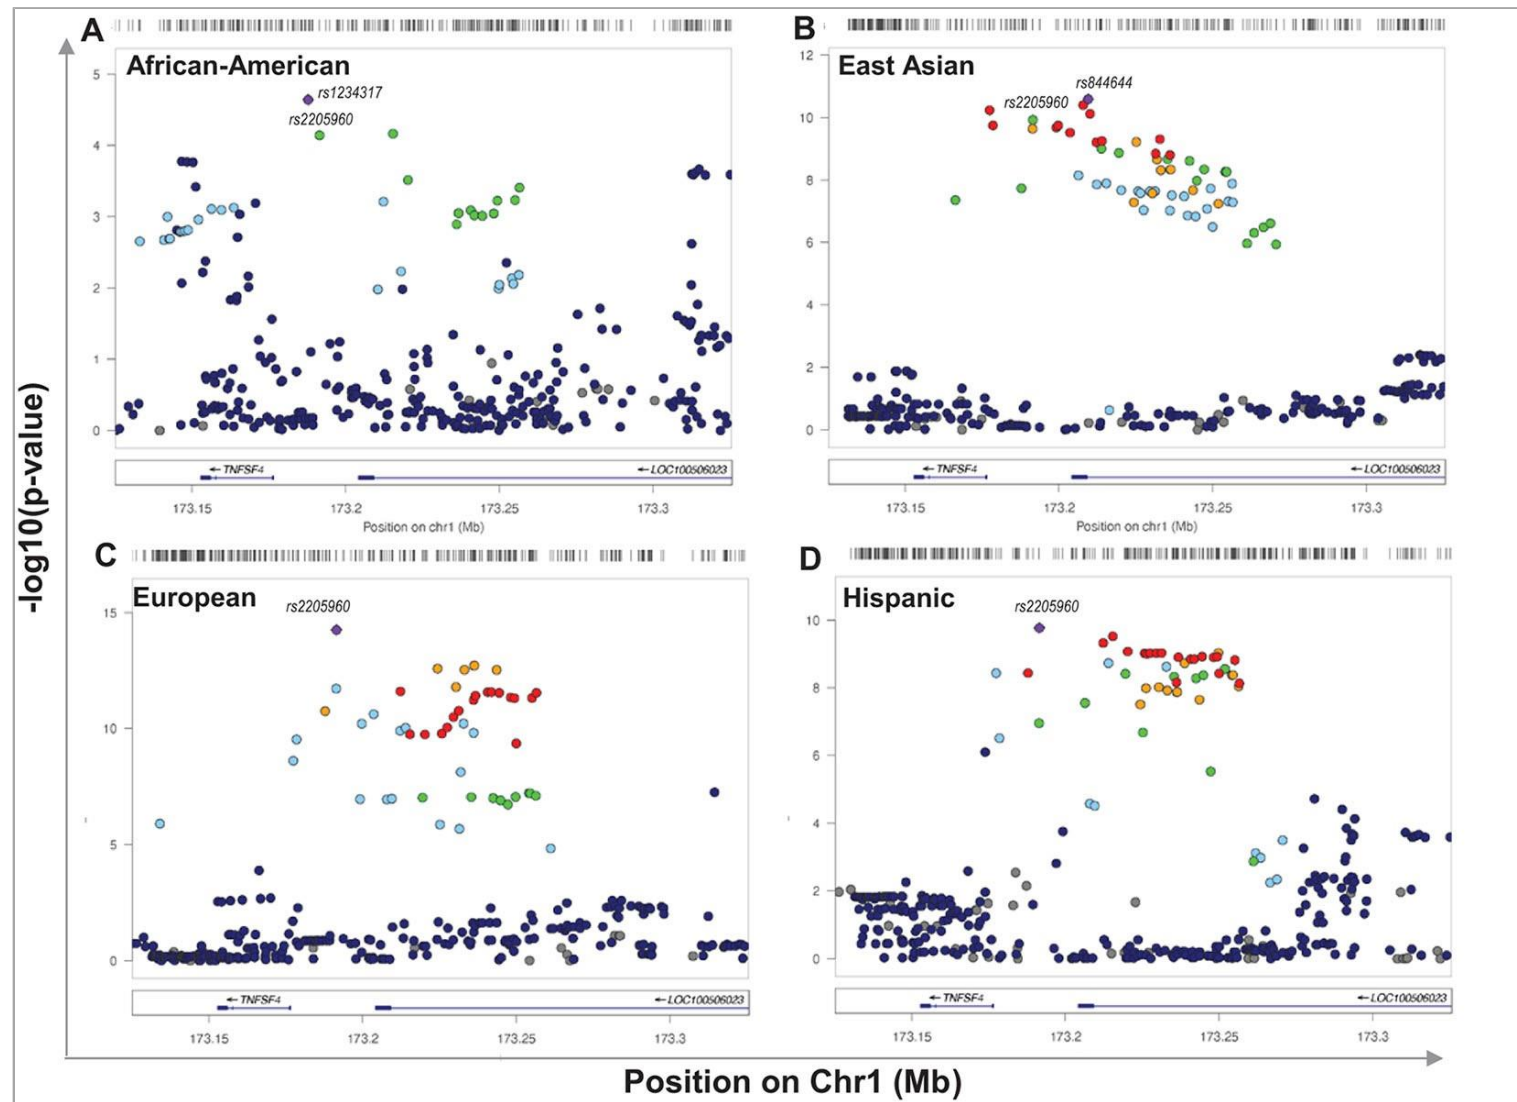 A
African-American
5
4
3
2
1
0
rs1234317
rs2205960
TNFSF4
LOC100506023
173.15
173.2
173.25
173.3
Position on chr1 (Mb)
B
East Asian
12
10
8
6
4
2
0
rs844644
rs2205960
TNFSF4
LOC100506023
173.15
173.2
173.25
173.3
Position on chr1 (Mb)
C
European
15
10
5
0
rs2205960
TNFSF4
LOC100506023
173.15
173.2
173.25
173.3
D
Hispanic
10
8
6
4
2
0
rs2205960
TNFSF4
LOC100506023
173.15
173.2
173.25
173.3
-log10(p-value)
Position on Chr1 (Mb)